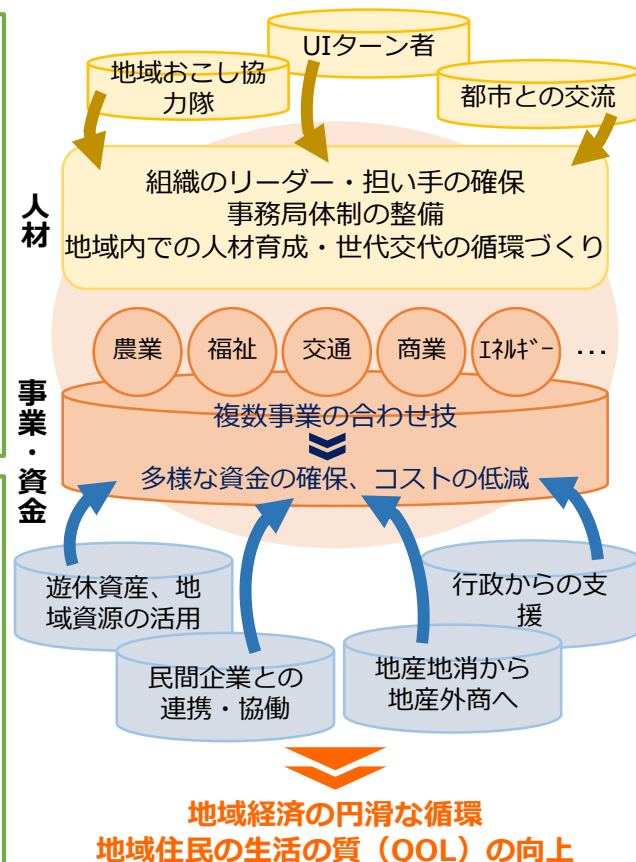 UIターン者
地域おこし協
力隊
都市との交流
人材
組織のリーダー・担い手の確保
事務局体制の整備
地域内での人材育成・世代交代の循環づくり
農業
福祉
交通
商業
ｴﾈﾙｷﾞｰ
…
事業・資金
複数事業の合わせ技
多様な資金の確保、コストの低減
遊休資産、地
域資源の活用
行政からの支
援
民間企業との
連携・協働
地産地消から
地産外商へ
地域経済の円滑な循環
地域住民の生活の質（OOL）の向上